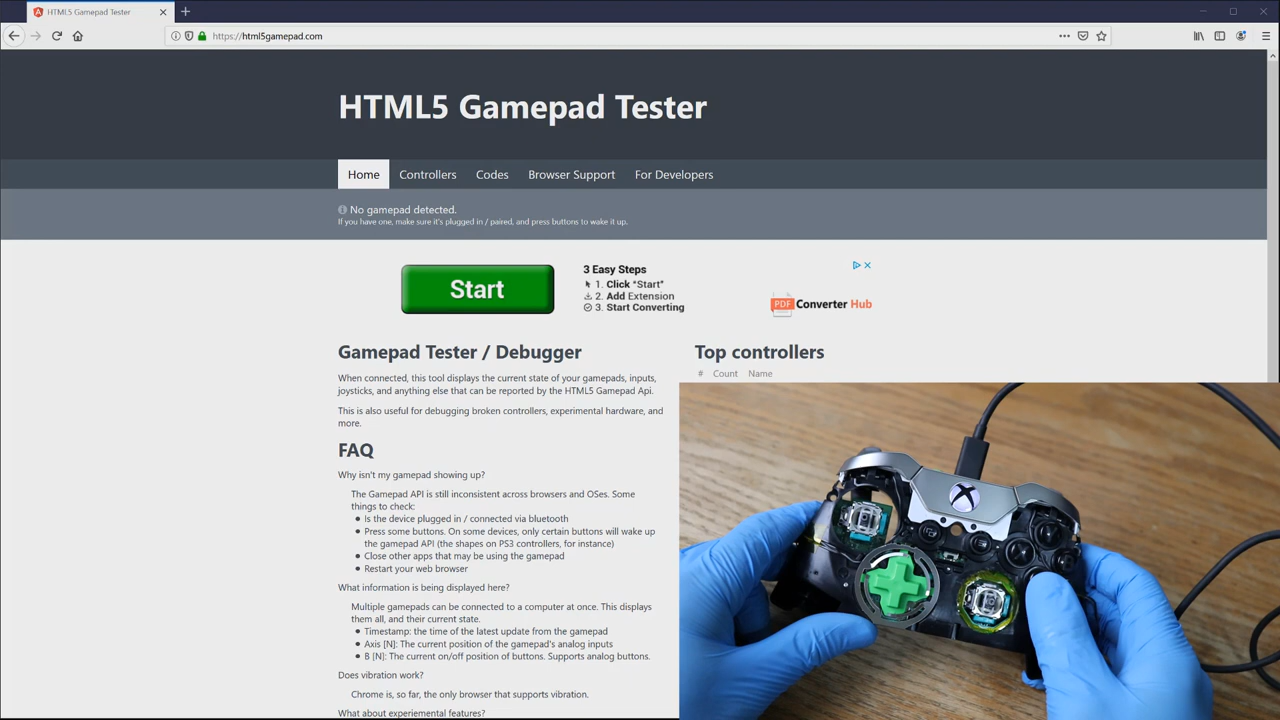 HTML5 Gamepad Tester
https://html5gamepad.com
HTML5 Gamepad Tester
Home Controllers Codes Browser Support For Developers
No gamepad detected.
If you have one, make sure it's plugged in / paired, and press buttons to wake it up.
Start
3 Easy Steps
1. Click "Start"
2. Add Extension
3. Start Converting
PDF Converter Hub
Gamepad Tester / Debugger
When connected, this tool displays the current state of your gamepads, inputs,
joysticks, and anything else that can be reported by the HTML5 Gamepad Api.
This is also useful for debugging broken controllers, experimental hardware, and
more.
FAQ
Why isn't my gamepad showing up?
The Gamepad API is still inconsistent across browsers and OSes. Some
things to check:
Is the device plugged in / connected via bluetooth
Press some buttons. On some devices, only certain buttons will wake up
the gamepad API (the shapes on PS3 controllers, for instance)
Close other apps that may be using the gamepad
Restart your web browser
What information is being displayed here?
Multiple gamepads can be connected to a computer at once. This displays
them all, and their current state.
Timestamp: the time of the latest update from the gamepad
Axis [N]: The current position of the gamepad's analog inputs
B [N]: The current on/off position of buttons. Supports analog buttons.
Does vibration work?
Chrome is, so far, the only browser that supports vibration.
What about experiemental features?
Top controllers
# Count Name